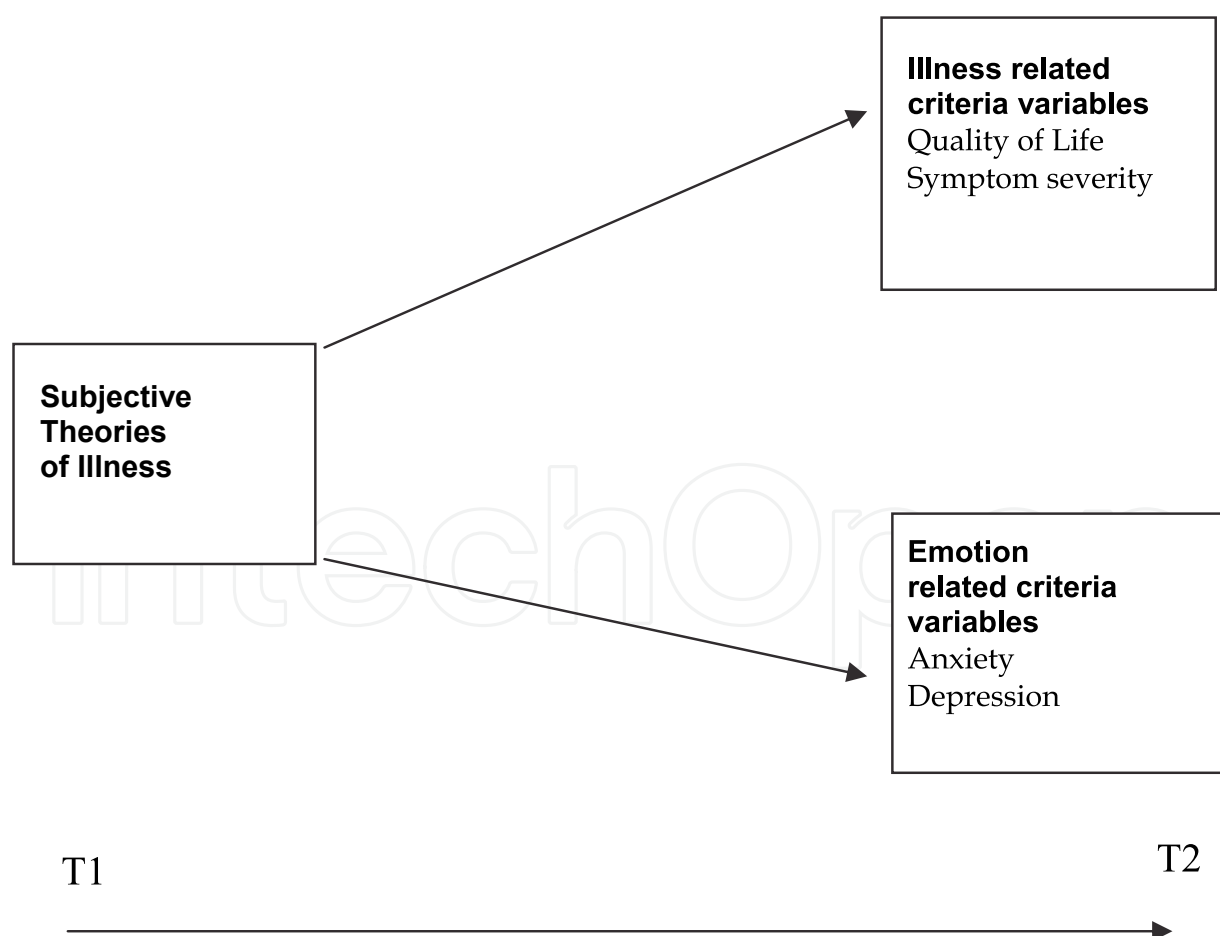 Illness related
criteria variables
Quality of Life
Symptom severity
Subjective
Theories
of Illness
IntechOpen
Emotion
related criteria
variables
Anxiety
Depression
T1
T2